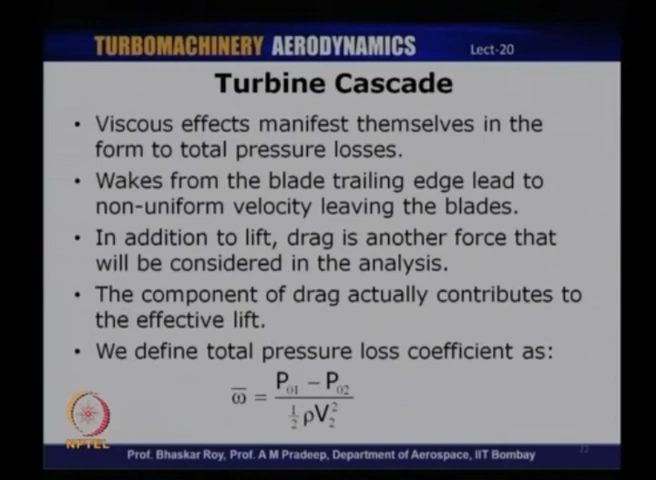 TURBOMACHINERY AERODYNAMICS
Lect-20
Turbine Cascade
• Viscous effects manifest themselves in the
form to total pressure losses.
• Wakes from the blade trailing edge lead to
non-uniform velocity leaving the blades.
• In addition to lift, drag is another force that
will be considered in the analysis.
• The component of drag actually contributes to
the effective lift.
• We define total pressure loss coefficient as:
ω̄ = (P₀₁ − P₀₂) / (½ρV₂²)
NPTEL
Prof. Bhaskar Roy, Prof. A M Pradeep, Department of Aerospace, IIT Bombay
22